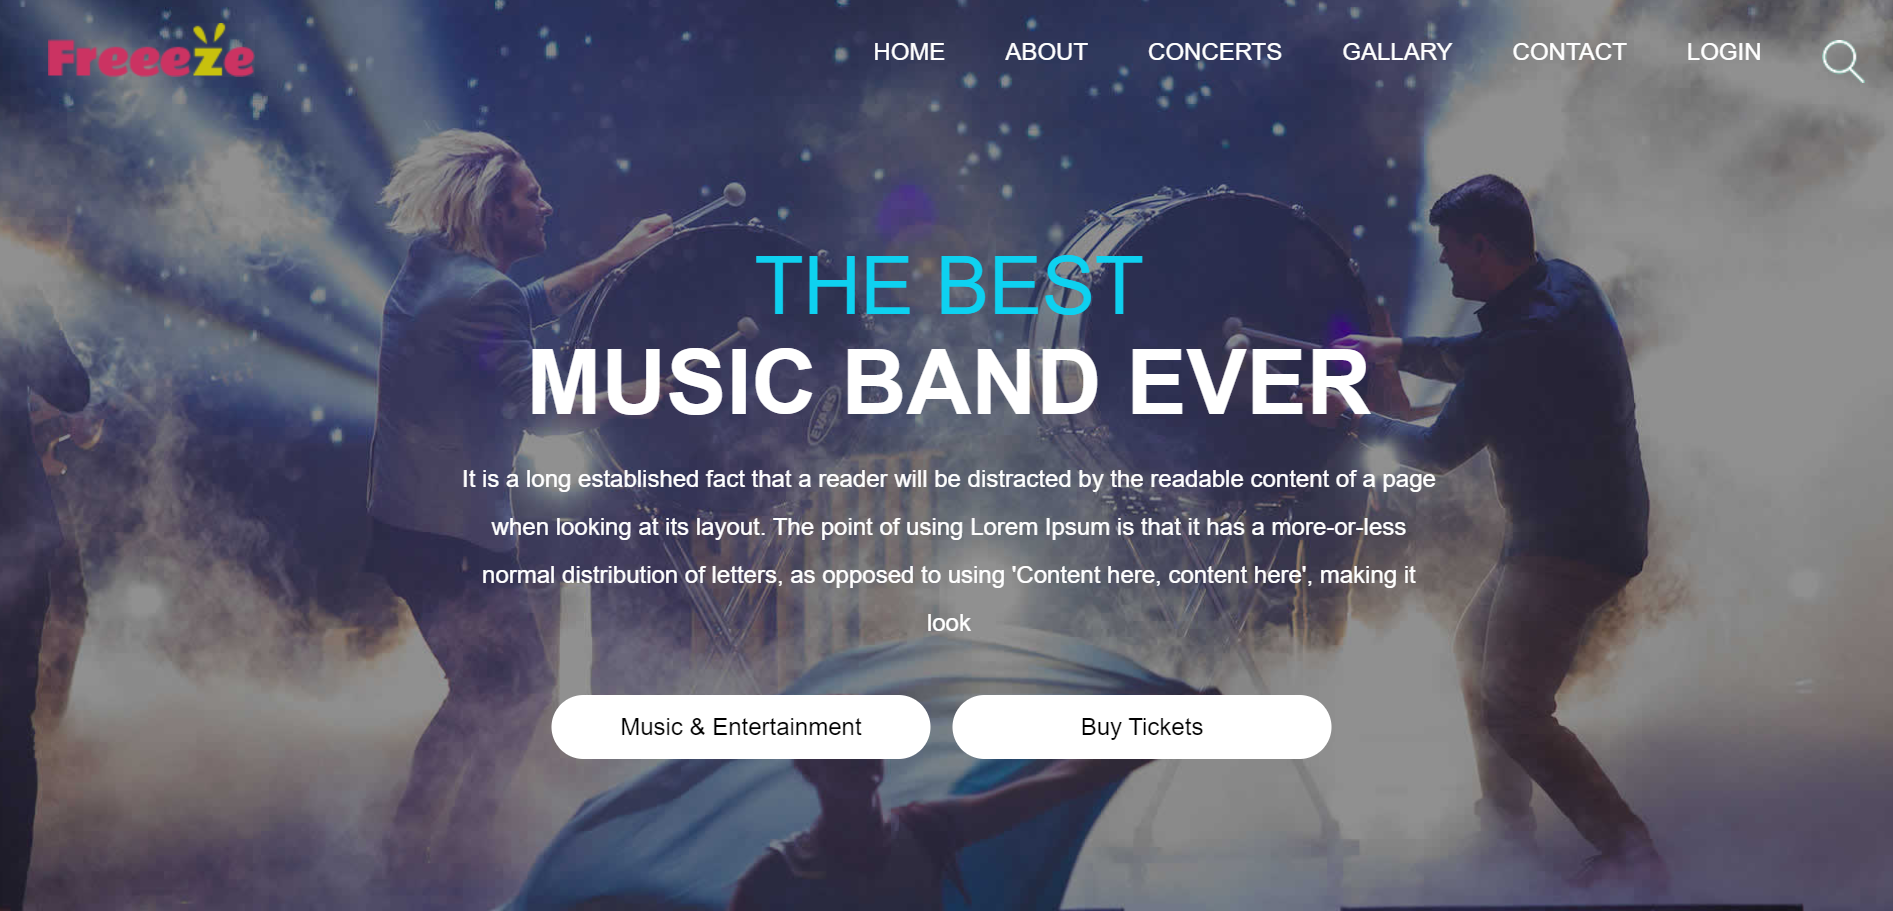 Freeeze
HOME ABOUT CONCERTS GALLARY CONTACT LOGIN
THE BEST
MUSIC BAND EVER
EVANS
It is a long established fact that a reader will be distracted by the readable content of a page
when looking at its layout. The point of using Lorem Ipsum is that it has a more-or-less
normal distribution of letters, as opposed to using 'Content here, content here', making it
look
Music & Entertainment
Buy Tickets